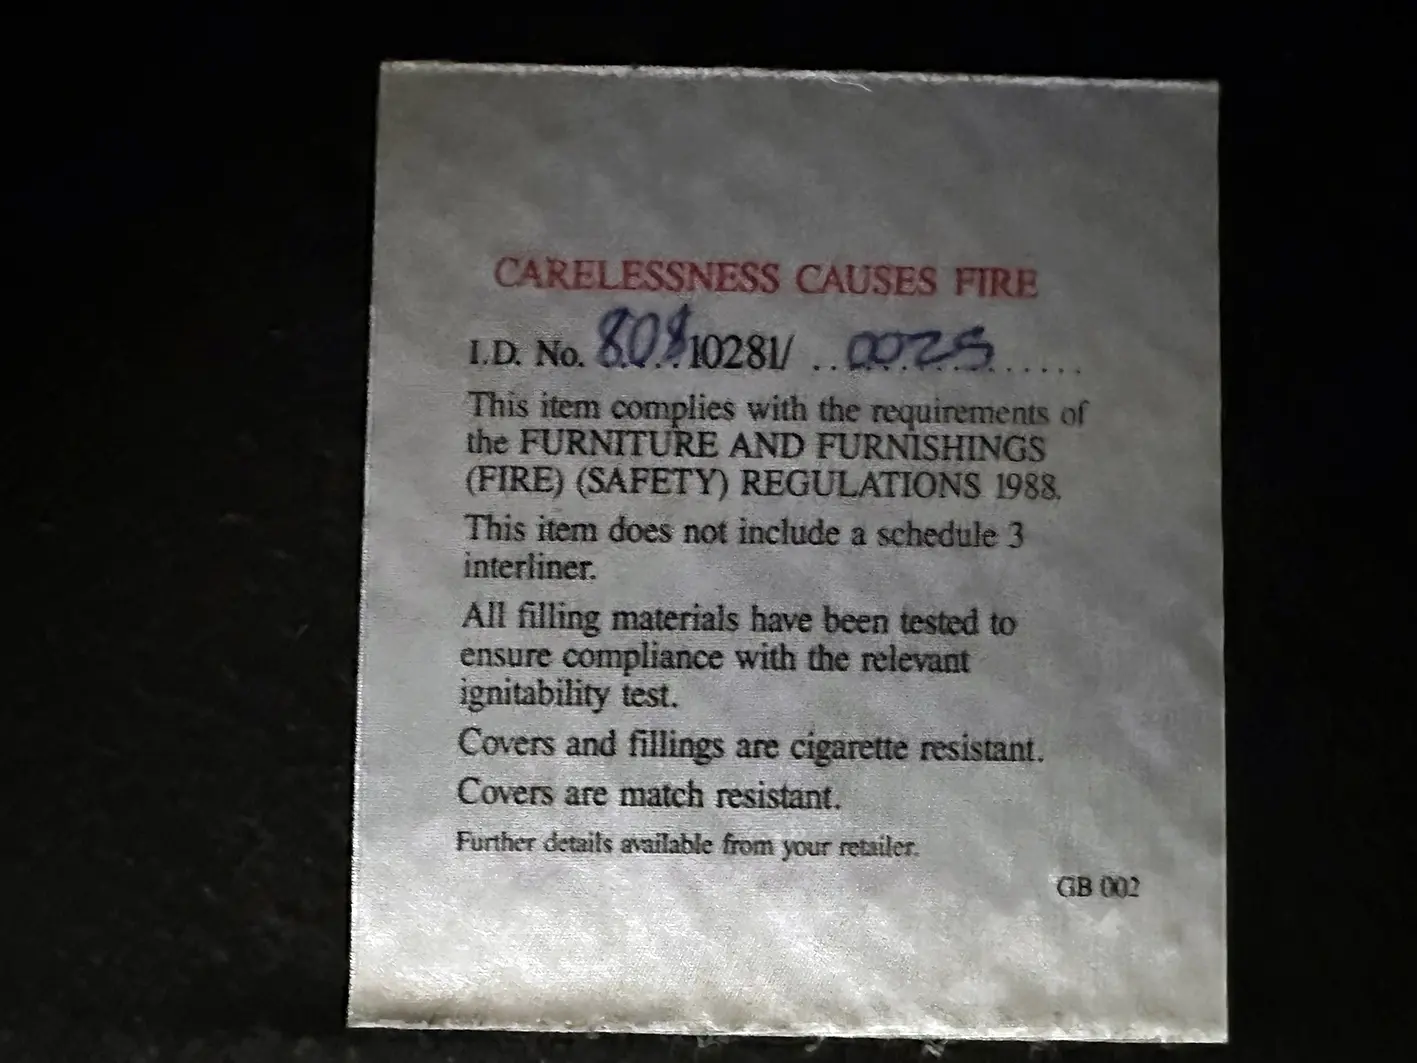 CARELESSNESS CAUSES FIRE
I.D. No. 808 10281/ ..0025......
This item complies with the requirements of
the FURNITURE AND FURNISHINGS
(FIRE) (SAFETY) REGULATIONS 1988.
This item does not include a schedule 3
interliner.
All filling materials have been tested to
ensure compliance with the relevant
ignitability test.
Covers and fillings are cigarette resistant.
Covers are match resistant.
Further details available from your retailer.
GB 002